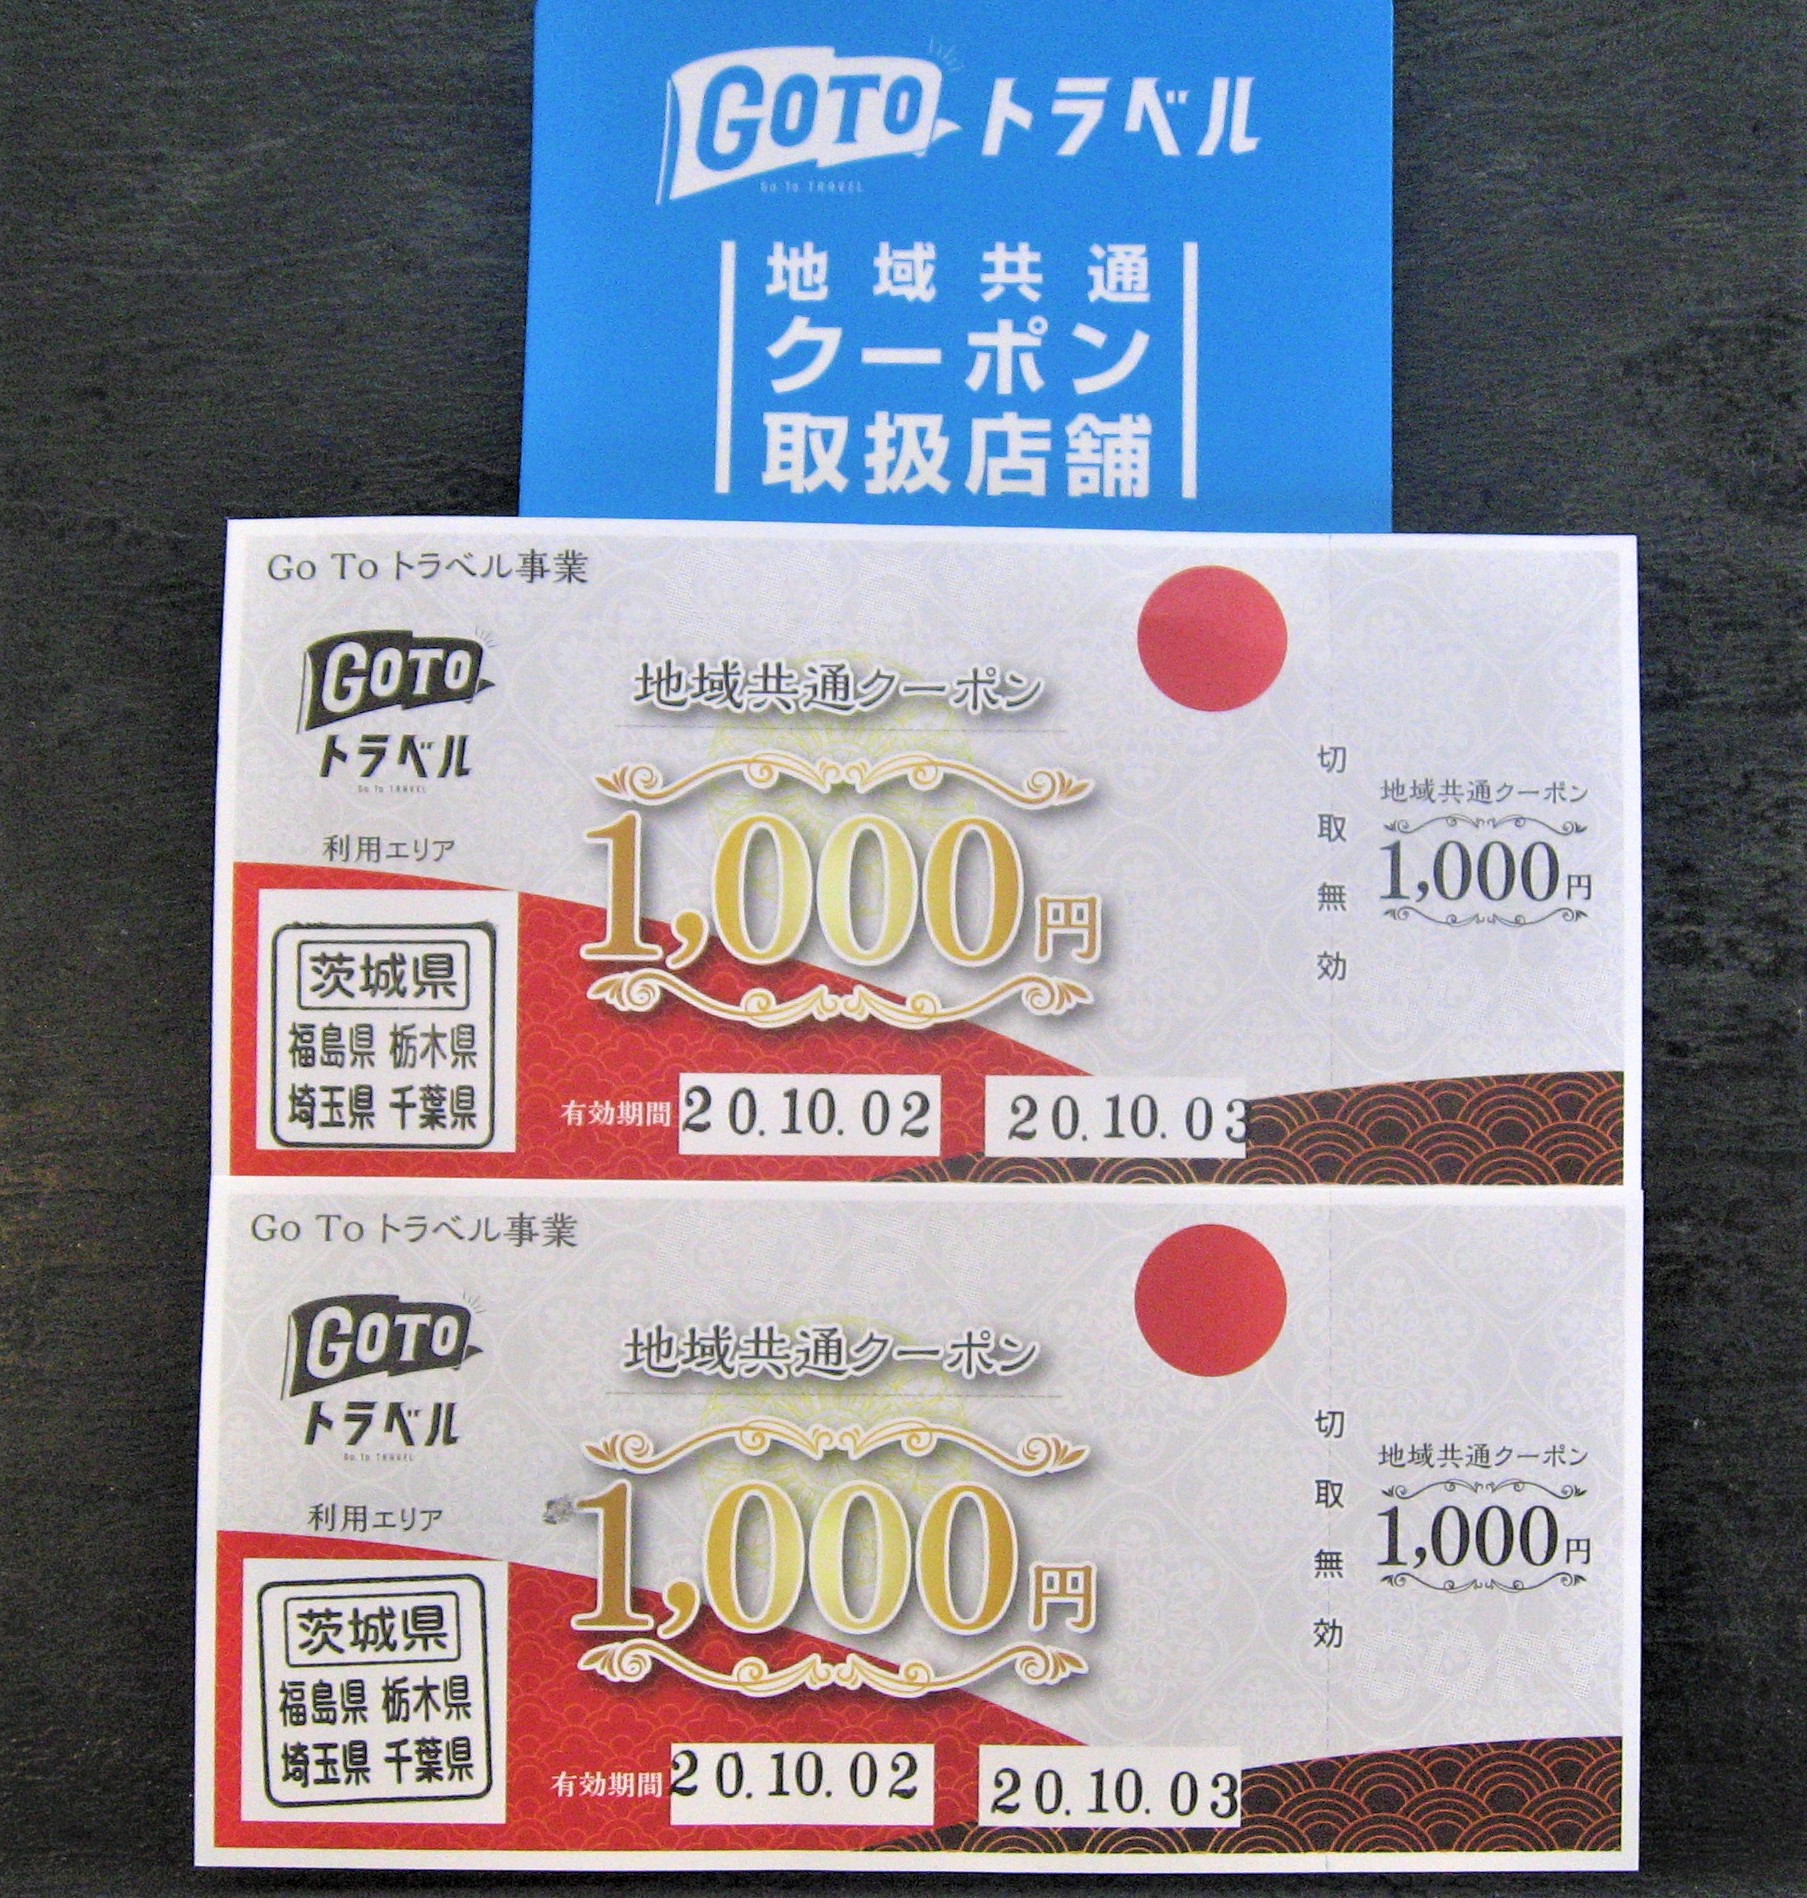 GOTO トラベル
Go To TRAVEL
地域共通
クーポン
取扱店舗
Go To トラベル事業
GOTO
トラベル
Go To TRAVEL
利用エリア
茨城県
福島県 栃木県
埼玉県 千葉県
地域共通クーポン
1,000円
有効期間 20.10.02 20.10.03
切取無効
地域共通クーポン
1,000円
Go To トラベル事業
GOTO
トラベル
Go To TRAVEL
利用エリア
茨城県
福島県 栃木県
埼玉県 千葉県
地域共通クーポン
1,000円
有効期間 20.10.02 20.10.03
切取無効
地域共通クーポン
1,000円